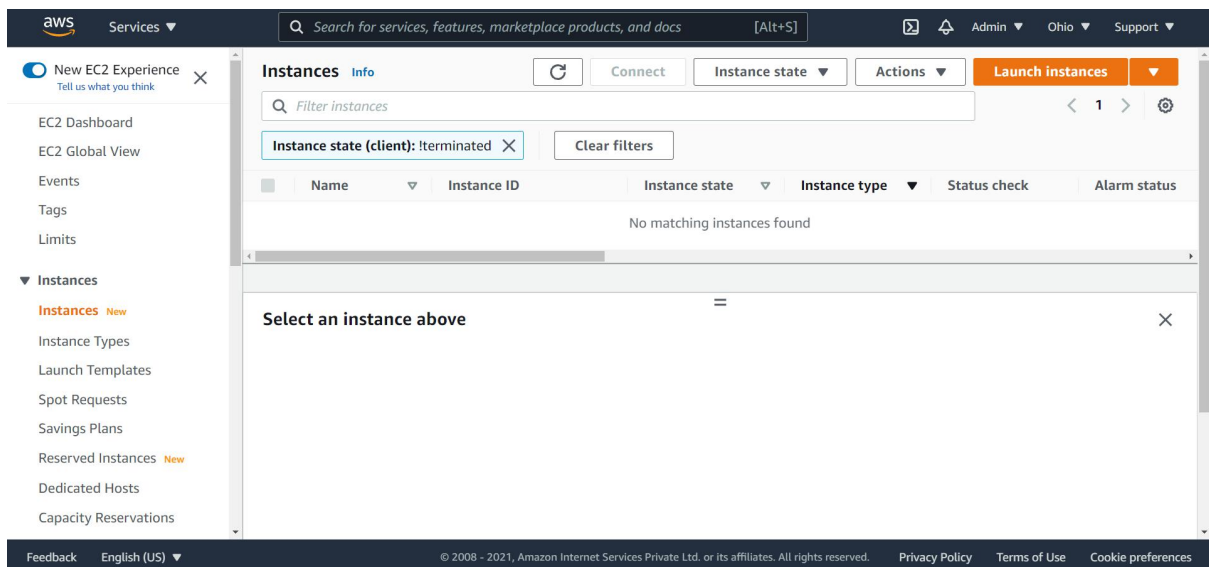 aws Services ▼ Search for services, features, marketplace products, and docs [Alt+S] Admin ▼ Ohio ▼ Support ▼
New EC2 Experience
Tell us what you think
EC2 Dashboard
EC2 Global View
Events
Tags
Limits
▼ Instances
Instances New
Instance Types
Launch Templates
Spot Requests
Savings Plans
Reserved Instances New
Dedicated Hosts
Capacity Reservations
Instances Info Connect Instance state ▼ Actions ▼ Launch instances ▼
Filter instances < 1 >
Instance state (client): !terminated Clear filters
Name Instance ID Instance state Instance type ▼ Status check Alarm status
No matching instances found
Select an instance above
Feedback English (US) ▼ © 2008 - 2021, Amazon Internet Services Private Ltd. or its affiliates. All rights reserved. Privacy Policy Terms of Use Cookie preferences